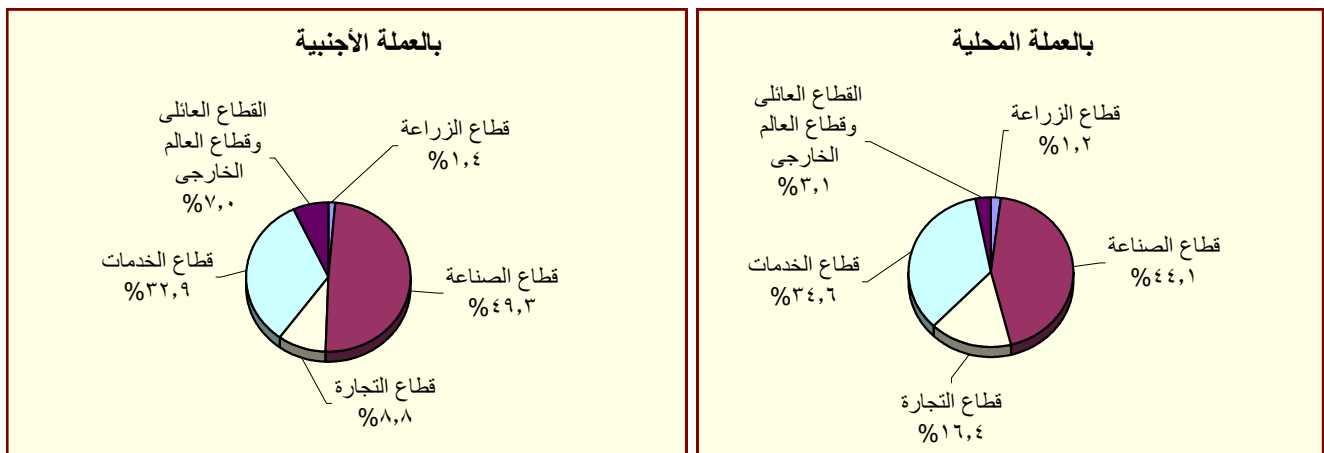 بالعملة المحلية
القطاع العائلى
وقطاع العالم
الخارجى
%٣,١
قطاع الزراعة
%١,٢
قطاع الصناعة
%٤٤,١
قطاع التجارة
%١٦,٤
قطاع الخدمات
%٣٤,٦
بالعملة الأجنبية
القطاع العائلى
وقطاع العالم
الخارجى
%٧,٠
قطاع الزراعة
%١,٤
قطاع الصناعة
%٤٩,٣
قطاع التجارة
%٨,٨
قطاع الخدمات
%٣٢,٩